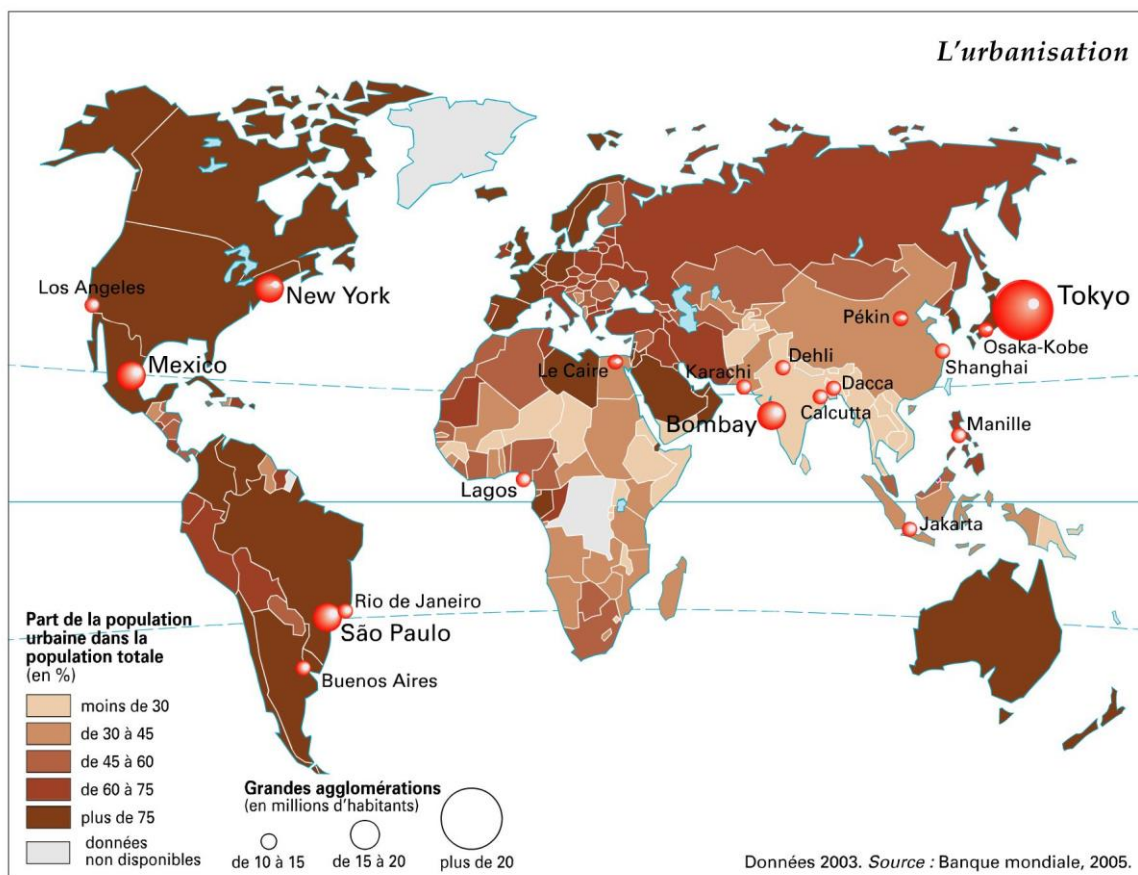 L'urbanisation
Los Angeles
New York
Mexico
Tokyo
Pékin
Osaka-Kobe
Shanghai
Le Caire
Karachi
Dehli
Dacca
Calcutta
Bombay
Manille
Lagos
Jakarta
Rio de Janeiro
São Paulo
Buenos Aires
Part de la population
urbaine dans la
population totale
(en %)
moins de 30
de 30 à 45
de 45 à 60
de 60 à 75
plus de 75
données
non disponibles
Grandes agglomérations
(en millions d'habitants)
de 10 à 15
de 15 à 20
plus de 20
Données 2003. Source : Banque mondiale, 2005.